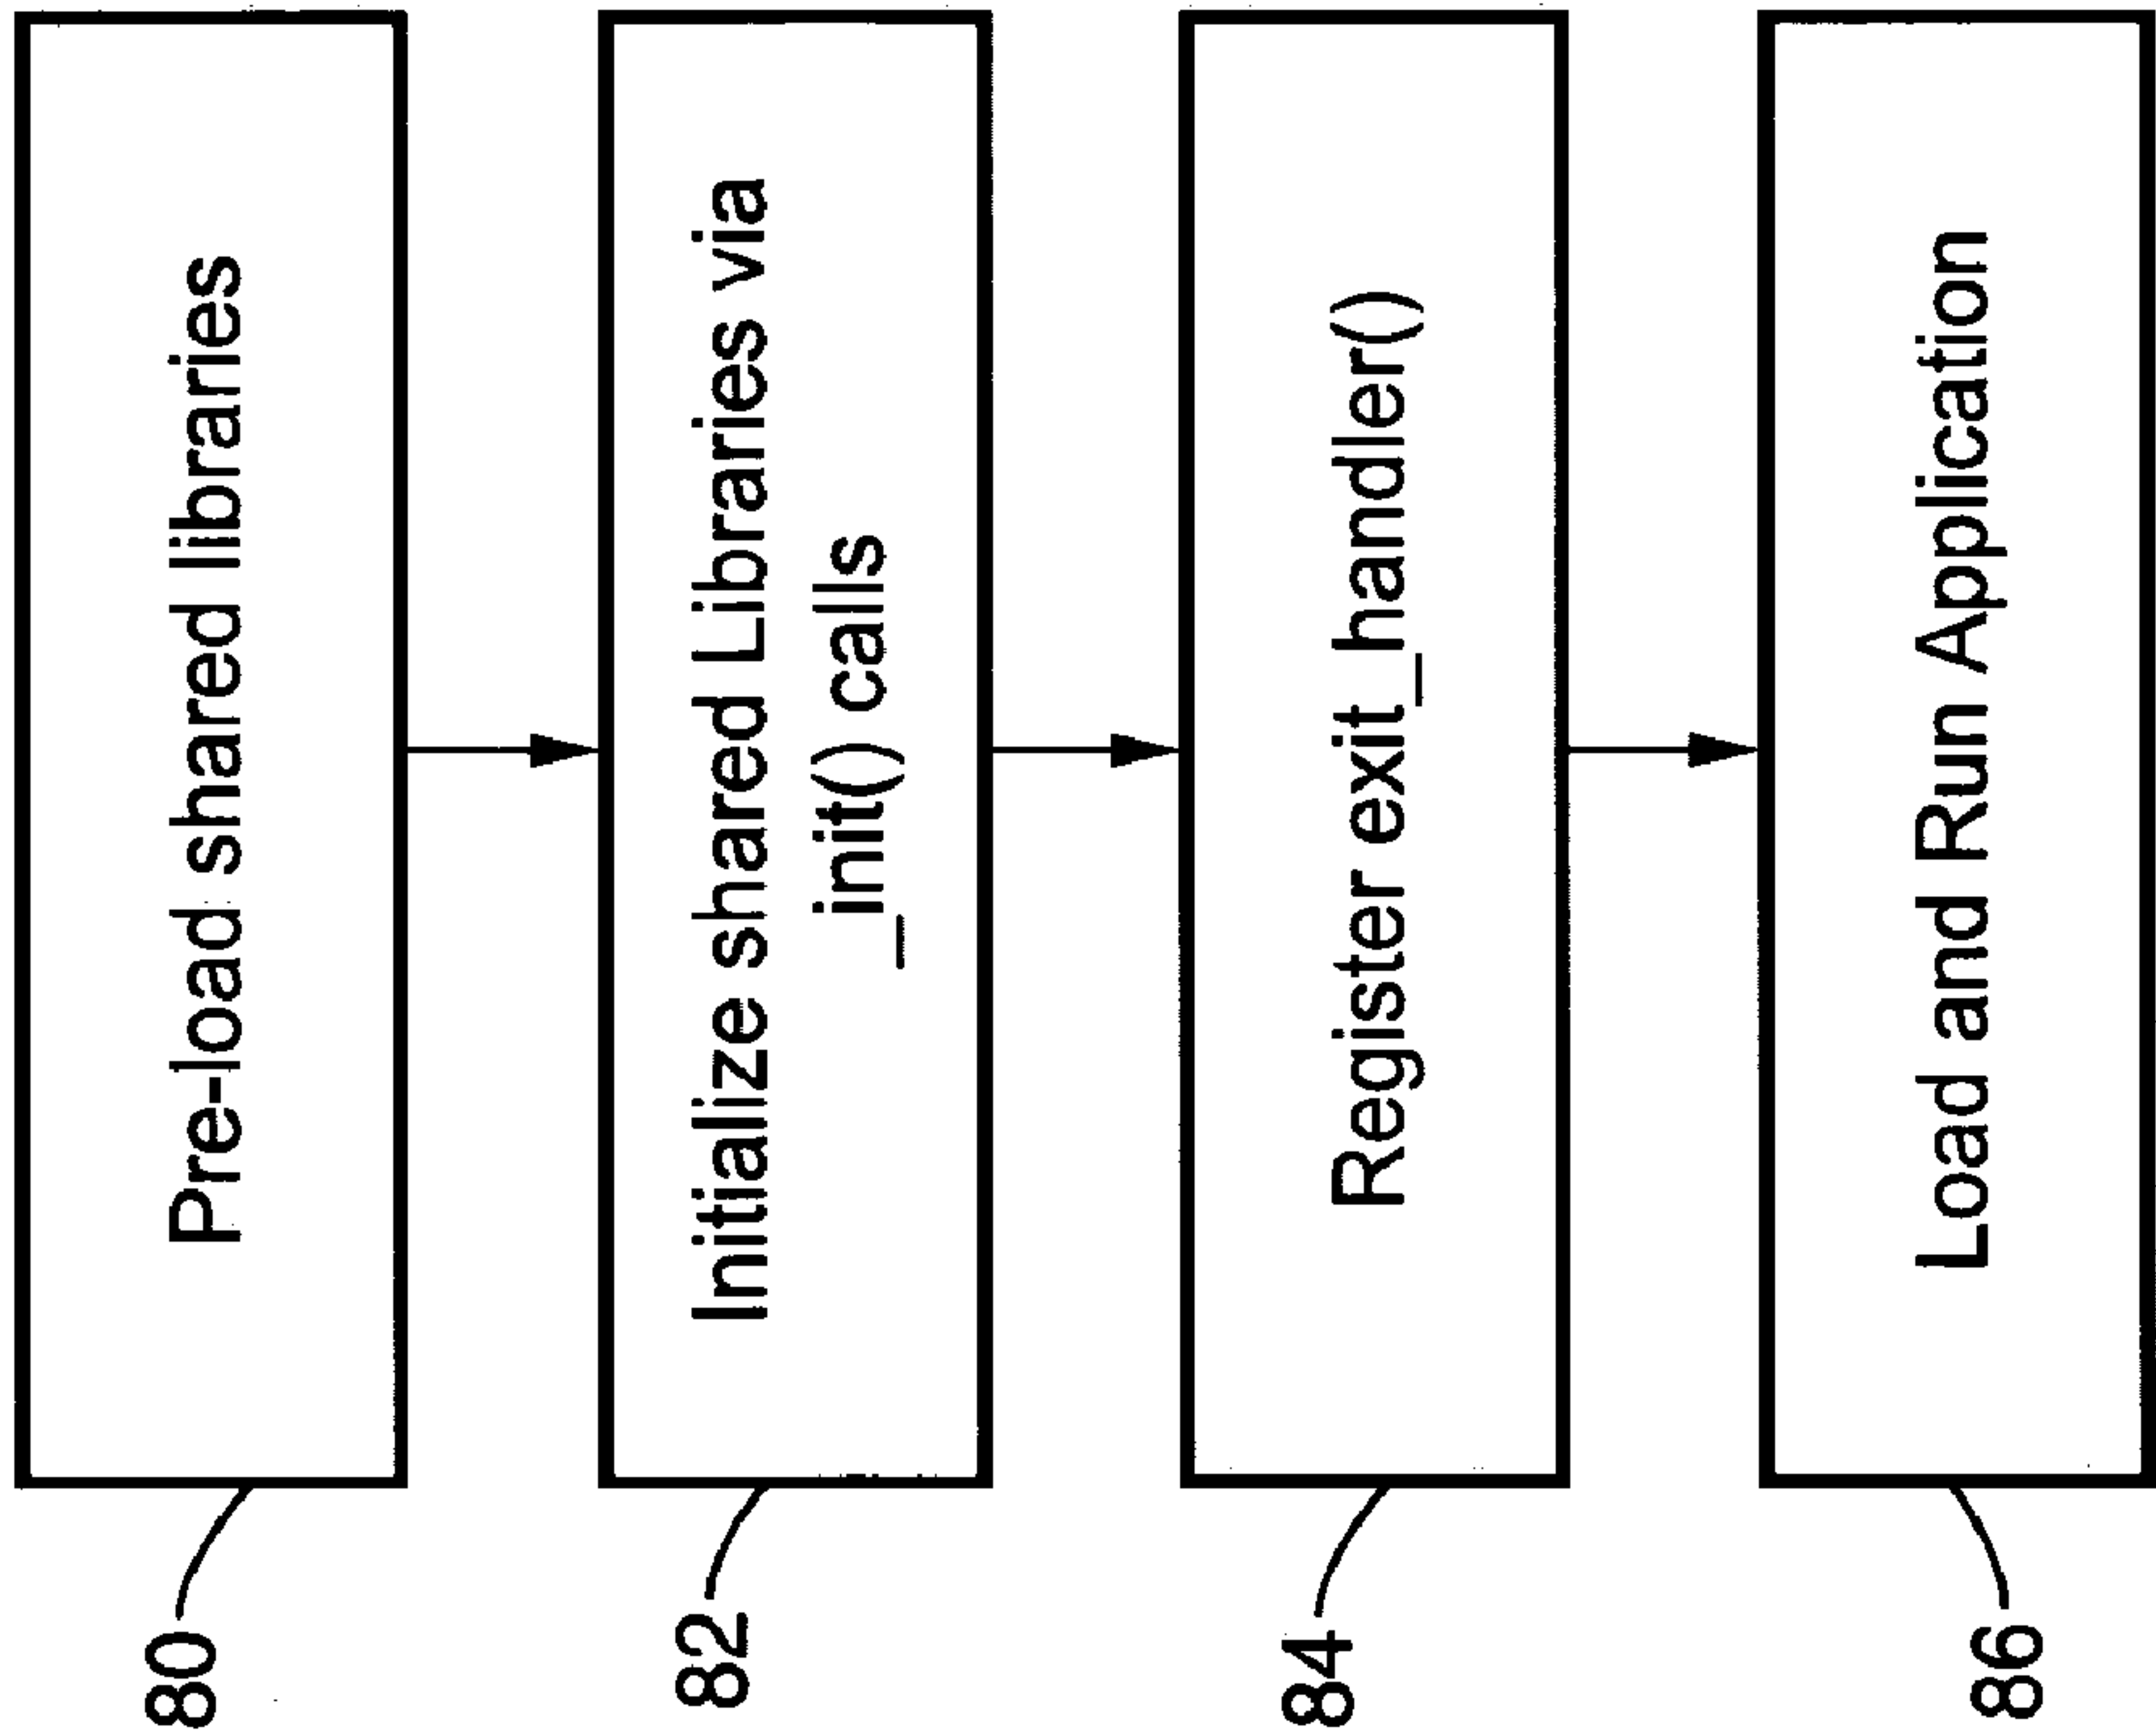 80
Pre-load shared libraries
82
Initialize shared Libraries via
_init() calls
84
Register exit_handler()
86
Load and Run Application